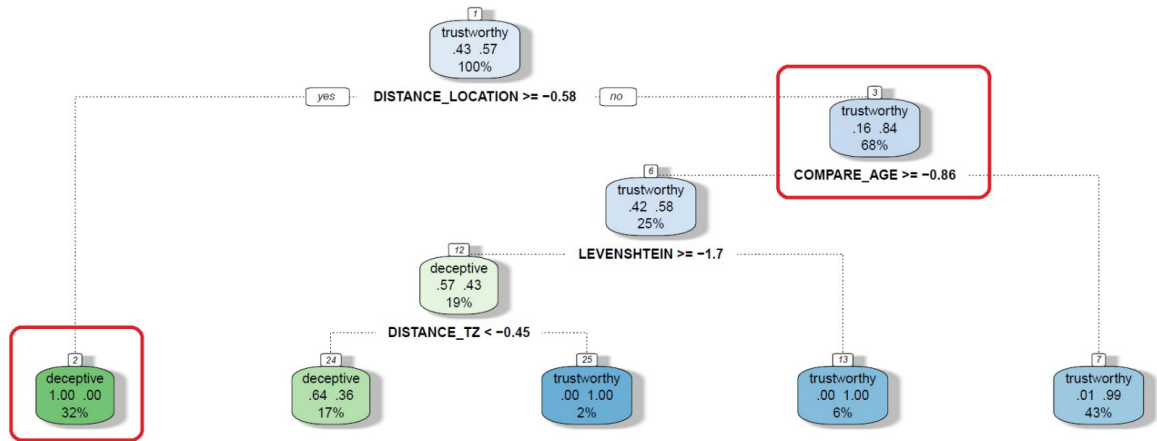 1
trustworthy
.43 .57
100%
yes
DISTANCE_LOCATION >= −0.58
no
3
trustworthy
.16 .84
68%
COMPARE_AGE >= −0.86
6
trustworthy
.42 .58
25%
LEVENSHTEIN >= −1.7
12
deceptive
.57 .43
19%
DISTANCE_TZ < −0.45
2
deceptive
1.00 .00
32%
24
deceptive
.64 .36
17%
25
trustworthy
.00 1.00
2%
13
trustworthy
.00 1.00
6%
7
trustworthy
.01 .99
43%